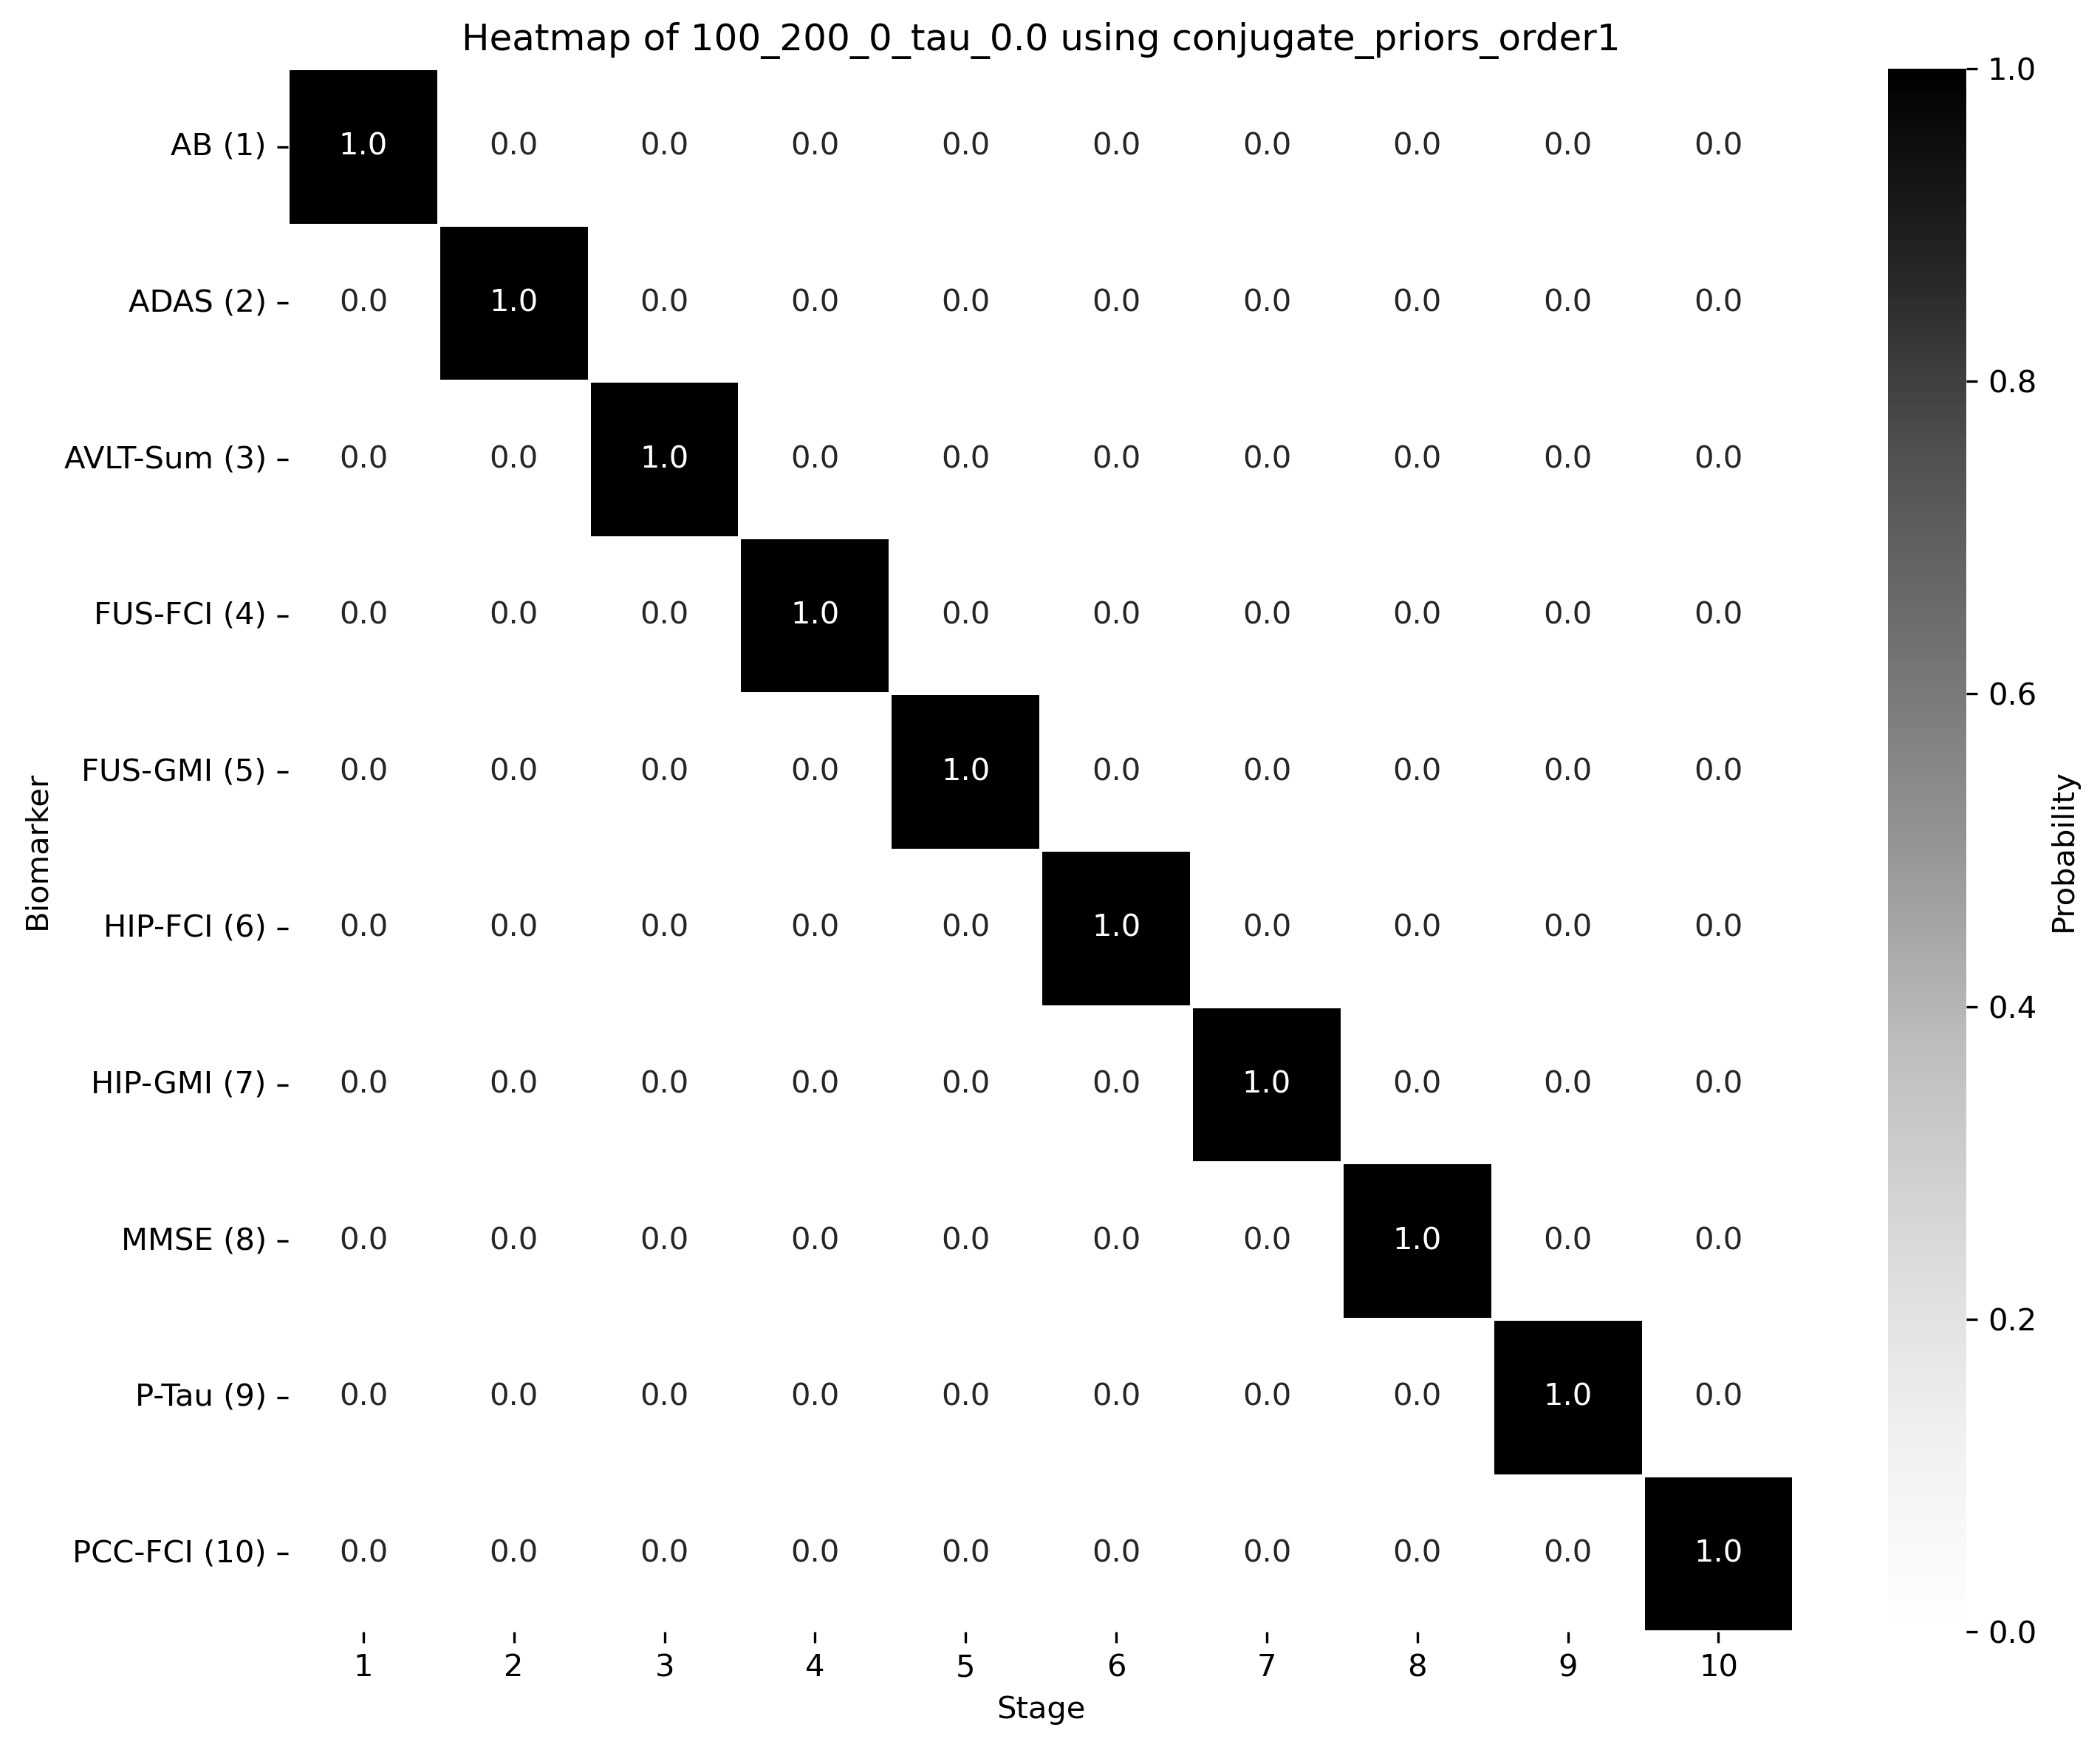 Heatmap of 100_200_0_tau_0.0 using conjugate_priors_order1
AB (1) 1.0 0.0 0.0 0.0 0.0 0.0 0.0 0.0 0.0 0.0
ADAS (2) 0.0 1.0 0.0 0.0 0.0 0.0 0.0 0.0 0.0 0.0
AVLT-Sum (3) 0.0 0.0 1.0 0.0 0.0 0.0 0.0 0.0 0.0 0.0
FUS-FCI (4) 0.0 0.0 0.0 1.0 0.0 0.0 0.0 0.0 0.0 0.0
FUS-GMI (5) 0.0 0.0 0.0 0.0 1.0 0.0 0.0 0.0 0.0 0.0
HIP-FCI (6) 0.0 0.0 0.0 0.0 0.0 1.0 0.0 0.0 0.0 0.0
HIP-GMI (7) 0.0 0.0 0.0 0.0 0.0 0.0 1.0 0.0 0.0 0.0
MMSE (8) 0.0 0.0 0.0 0.0 0.0 0.0 0.0 1.0 0.0 0.0
P-Tau (9) 0.0 0.0 0.0 0.0 0.0 0.0 0.0 0.0 1.0 0.0
PCC-FCI (10) 0.0 0.0 0.0 0.0 0.0 0.0 0.0 0.0 0.0 1.0
1 2 3 4 5 6 7 8 9 10
Stage
Biomarker
1.0
0.8
0.6
0.4
0.2
0.0
Probability